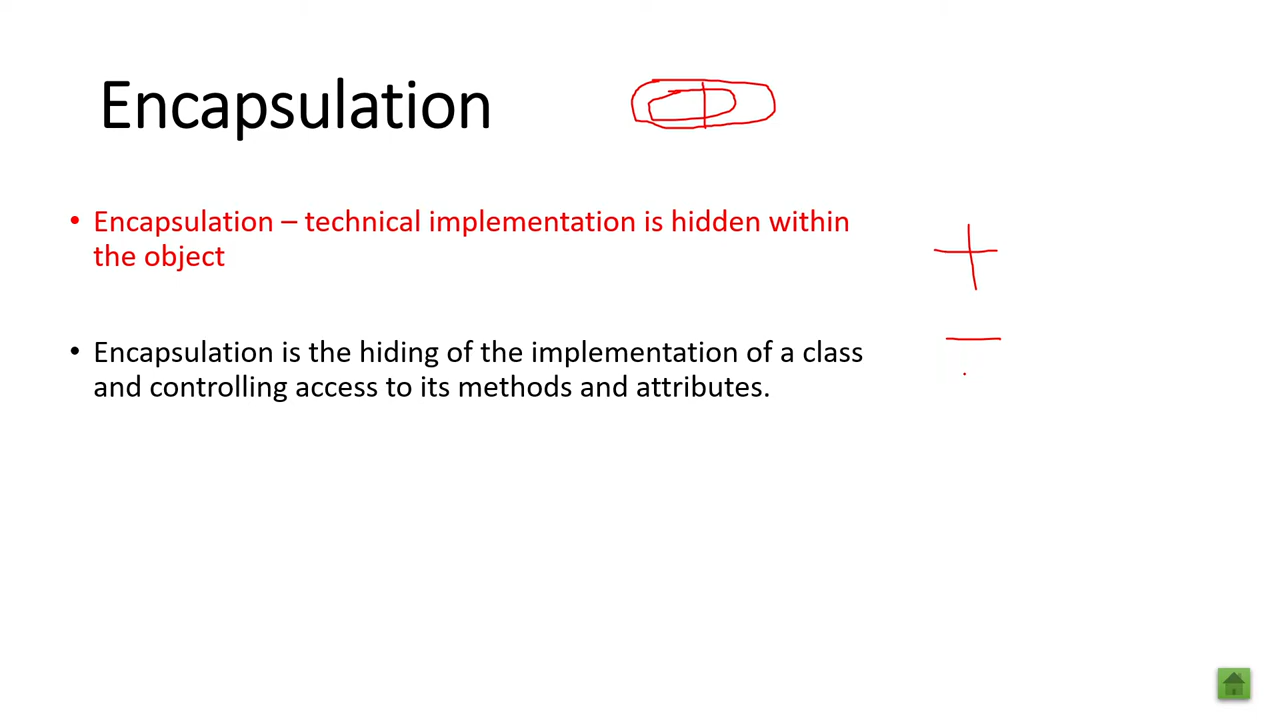 Encapsulation
• Encapsulation – technical implementation is hidden within
the object
+
• Encapsulation is the hiding of the implementation of a class
and controlling access to its methods and attributes.
–